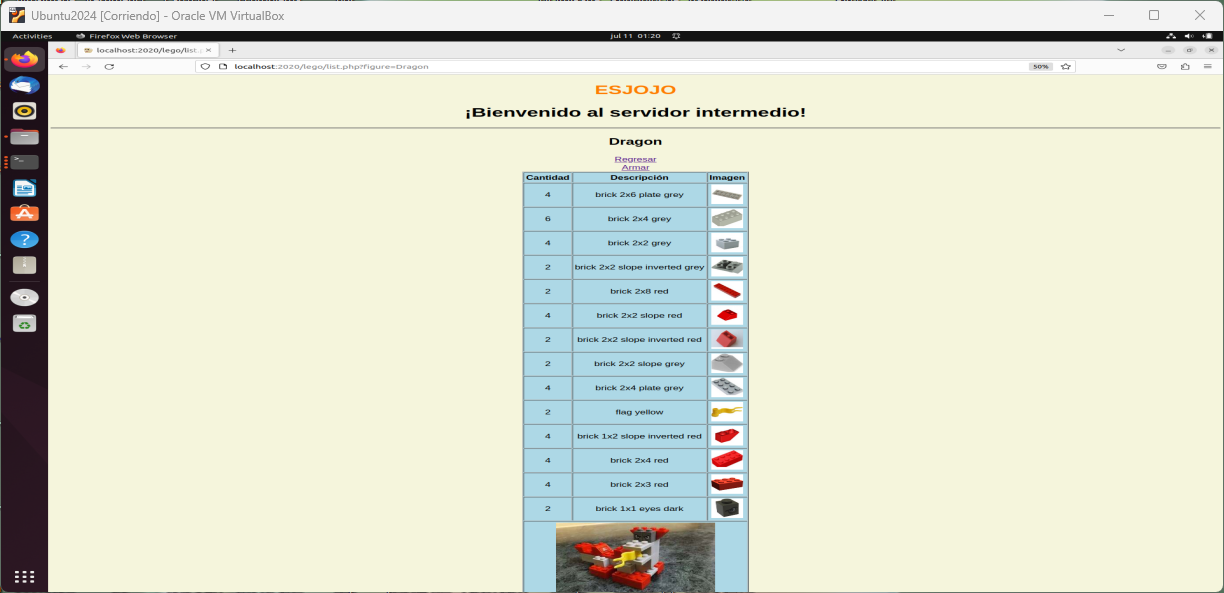 Ubuntu2024 [Corriendo] - Oracle VM VirtualBox
Activities Firefox Web Browser jul 11 01:20
localhost:2020/lego/list.
localhost:2020/lego/list.php?figure=Dragon 50%
ESJOJO
¡Bienvenido al servidor intermedio!
Dragon
Regresar
Armar
Cantidad Descripción Imagen
4 brick 2x6 plate grey
6 brick 2x4 grey
4 brick 2x2 grey
2 brick 2x2 slope inverted grey
2 brick 2x8 red
4 brick 2x2 slope red
2 brick 2x2 slope inverted red
2 brick 2x2 slope grey
4 brick 2x4 plate grey
2 flag yellow
4 brick 1x2 slope inverted red
4 brick 2x4 red
4 brick 2x3 red
2 brick 1x1 eyes dark